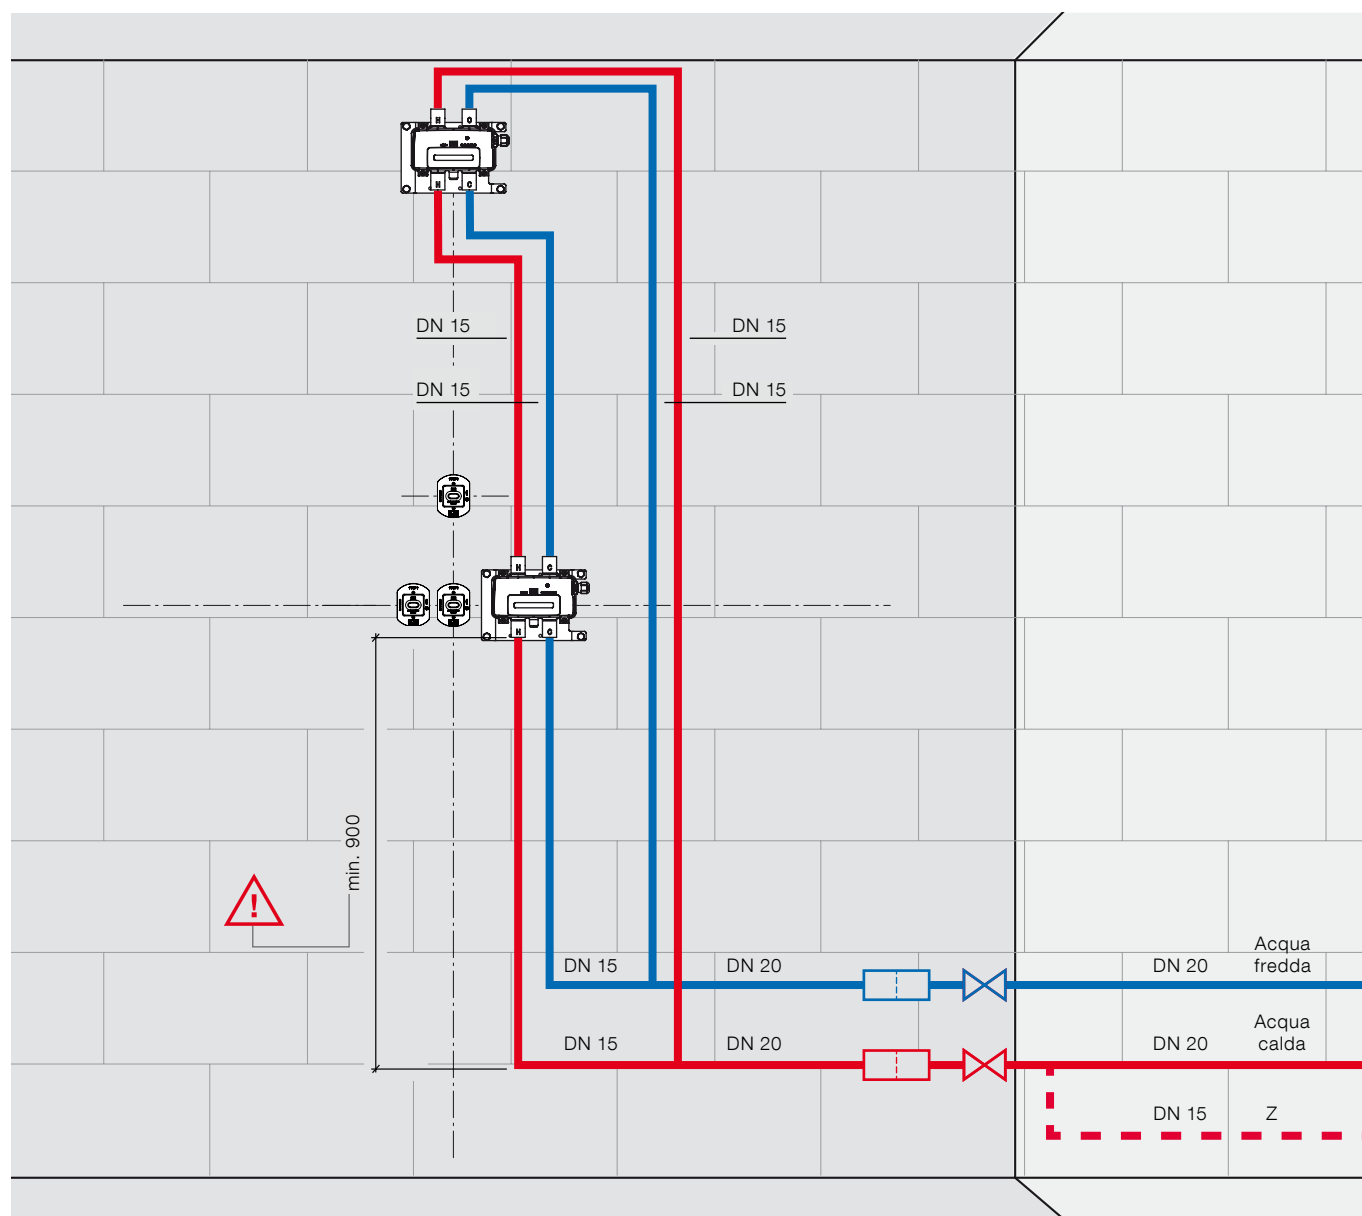 H C
H C
DN 15 DN 15
DN 15 DN 15
H C
H C
min. 900
!
Acqua
DN 15 DN 20 DN 20 fredda
Acqua
DN 15 DN 20 DN 20 calda
DN 15 Z